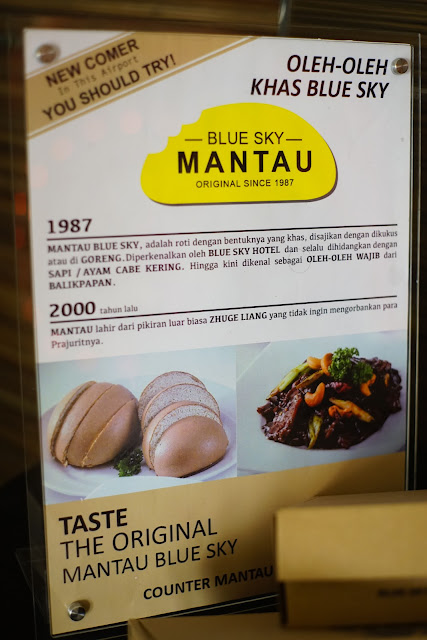 NEW COMER
In This Airport
YOU SHOULD TRY!
OLEH-OLEH
KHAS BLUE SKY
BLUE SKY
MANTAU
ORIGINAL SINCE 1987
1987
MANTAU BLUE SKY, adalah roti dengan bentuknya yang khas, disajikan dengan dikukus
atau di GORENG.Diperkenalkan oleh BLUE SKY HOTEL dan selalu dihidangkan dengan
SAPI / AYAM CABE KERING. Hingga kini dikenal sebagai OLEH-OLEH WAJIB dari
BALIKPAPAN.
2000 tahun lalu
MANTAU lahir dari pikiran luar biasa ZHUGE LIANG yang tidak ingin mengorbankan para
Prajuritnya.
TASTE
THE ORIGINAL
MANTAU BLUE SKY
COUNTER MANTAU